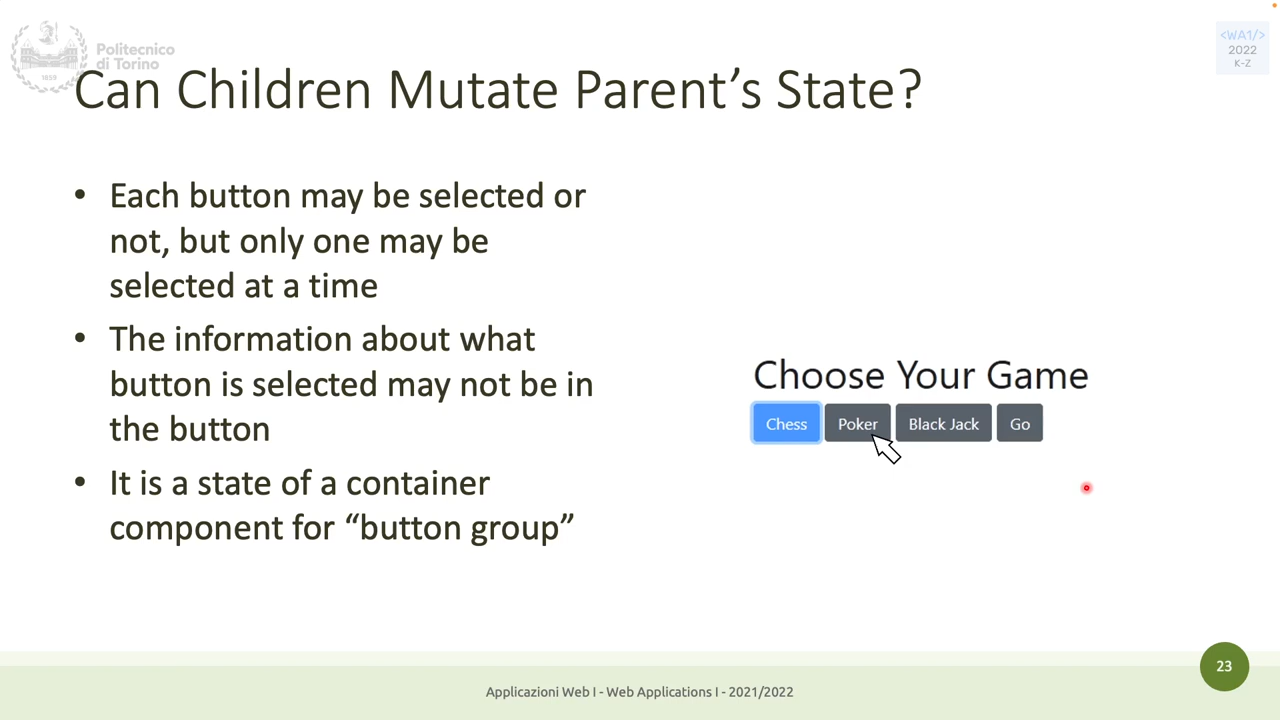 Politecnico
di Torino
1859
<WA1/>
2022
K-Z
Can Children Mutate Parent’s State?
• Each button may be selected or
not, but only one may be
selected at a time
• The information about what
button is selected may not be in
the button
• It is a state of a container
component for “button group”
Choose Your Game
Chess Poker Black Jack Go
23
Applicazioni Web I - Web Applications I - 2021/2022